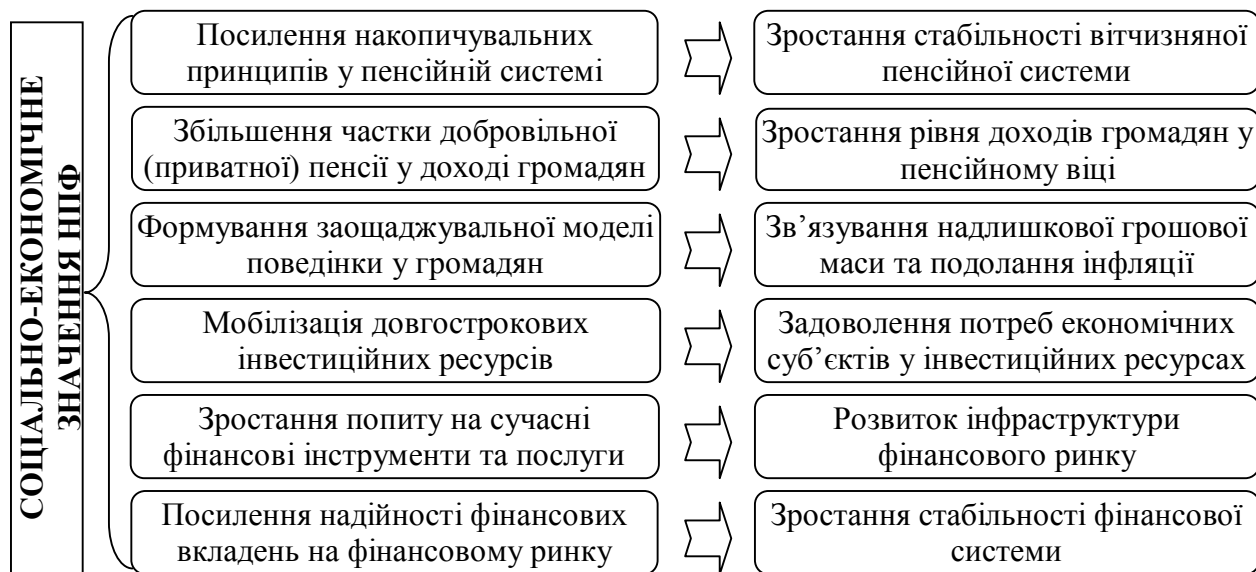 СОЦІАЛЬНО-ЕКОНОМІЧНЕ
ЗНАЧЕННЯ НПФ
Посилення накопичувальних
принципів у пенсійній системі
Зростання стабільності вітчизняної
пенсійної системи
Збільшення частки добровільної
(приватної) пенсії у доході громадян
Зростання рівня доходів громадян у
пенсійному віці
Формування заощаджувальної моделі
поведінки у громадян
Зв’язування надлишкової грошової
маси та подолання інфляції
Мобілізація довгострокових
інвестиційних ресурсів
Задоволення потреб економічних
суб’єктів у інвестиційних ресурсах
Зростання попиту на сучасні
фінансові інструменти та послуги
Розвиток інфраструктури
фінансового ринку
Посилення надійності фінансових
вкладень на фінансовому ринку
Зростання стабільності фінансової
системи